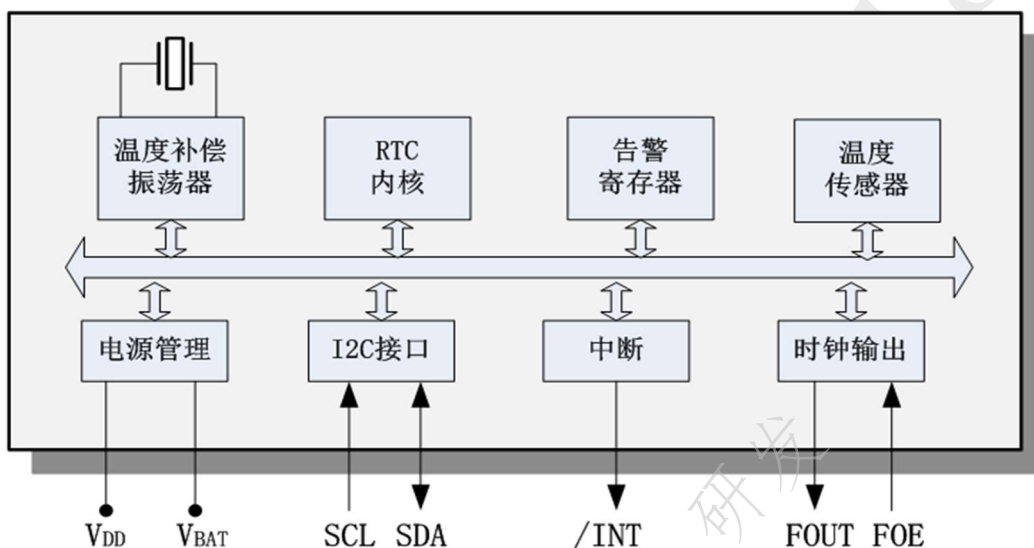 温度补偿
振荡器
RTC
内核
告警
寄存器
温度
传感器
电源管理
I2C接口
中断
时钟输出
VDD VBAT SCL SDA /INT FOUT FOE
研发